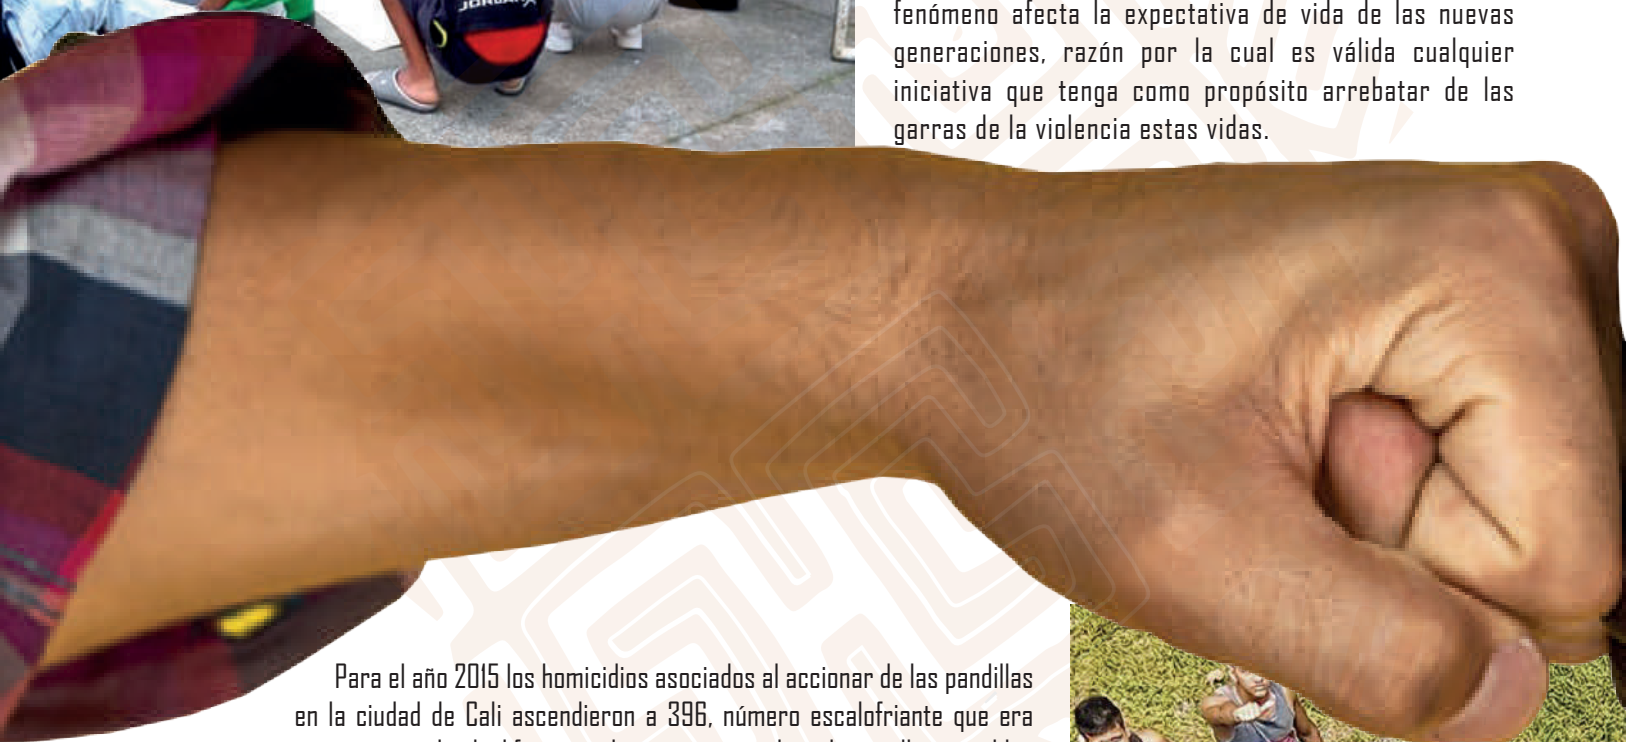 JORDAN
fenómeno afecta la expectativa de vida de las nuevas
generaciones, razón por la cual es válida cualquier
iniciativa que tenga como propósito arrebatar de las
garras de la violencia estas vidas.
Para el año 2015 los homicidios asociados al accionar de las pandillas
en la ciudad de Cali ascendieron a 396, número escalofriante que era